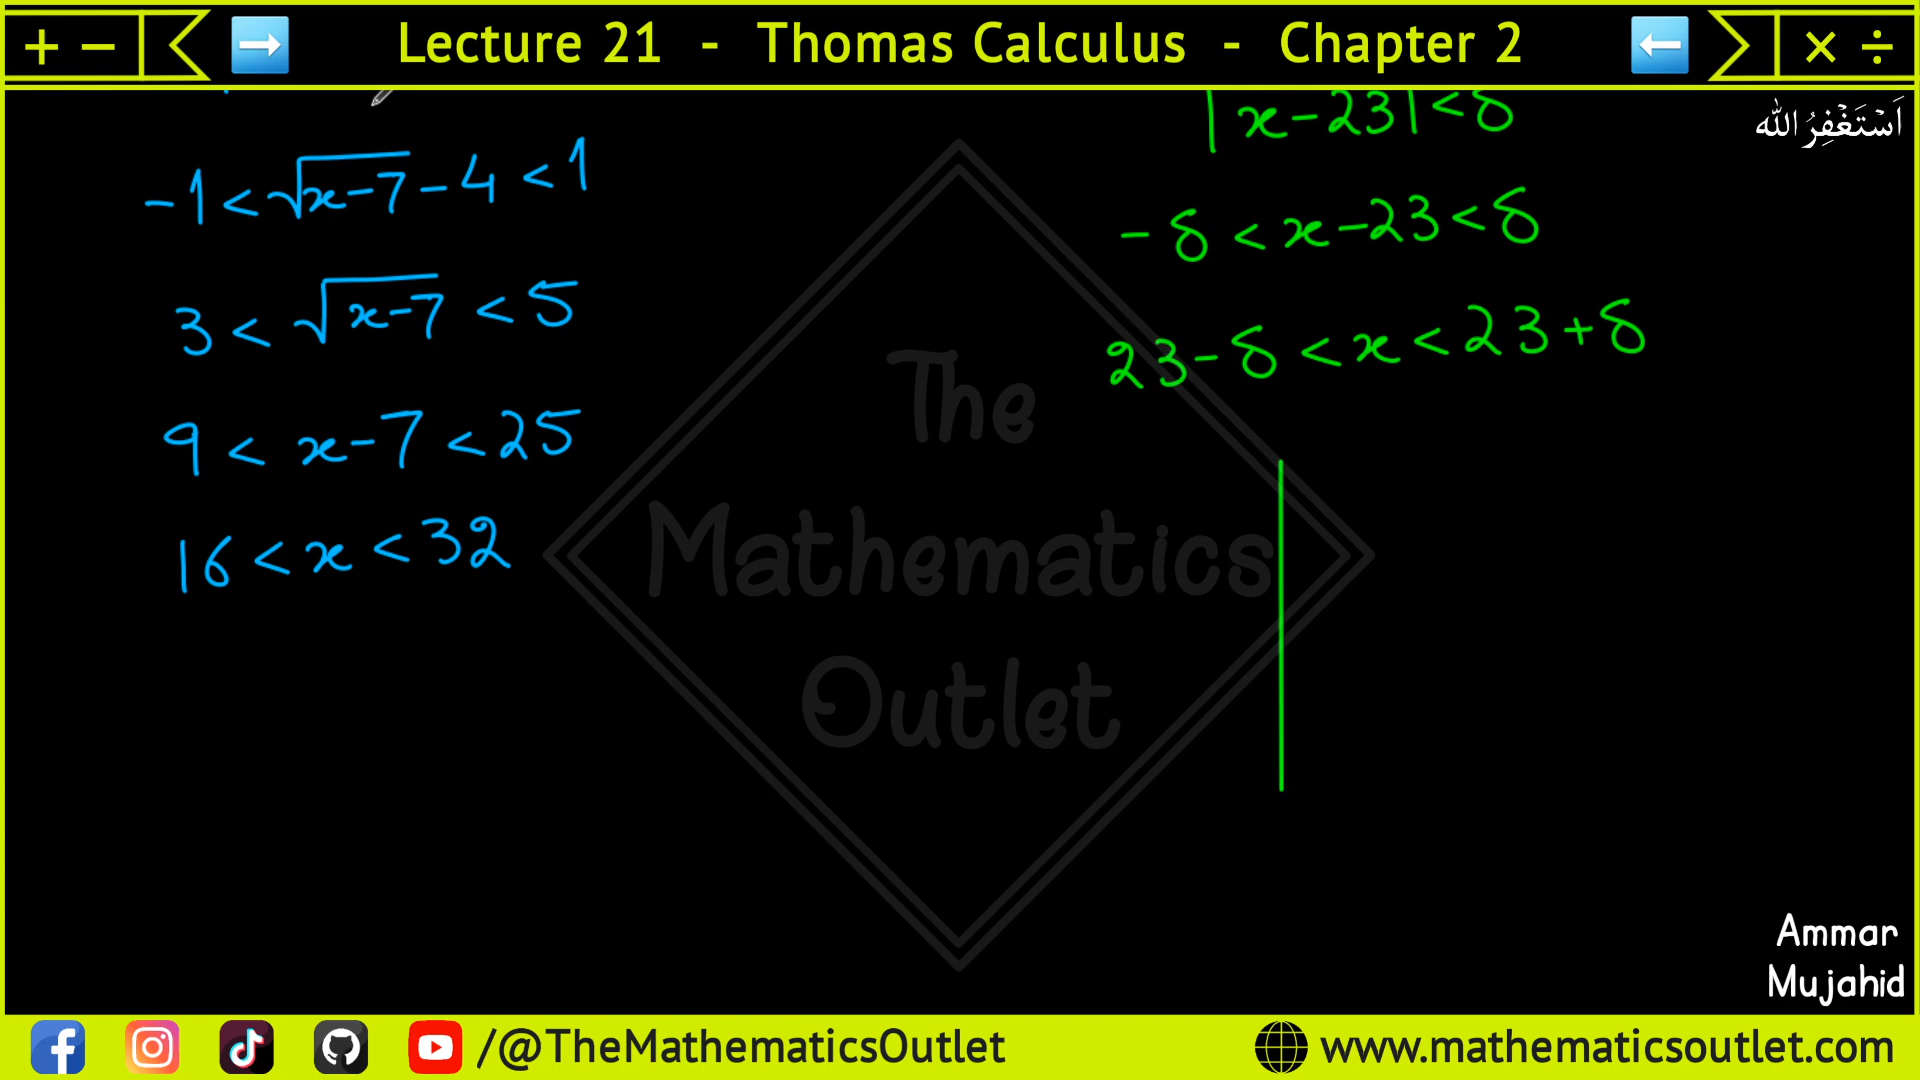 + − Lecture 21 - Thomas Calculus - Chapter 2 × ÷
اَسْتَغْفِرُ اللّٰه
-1 < √(x-7) - 4 < 1
3 < √(x-7) < 5
9 < x-7 < 25
16 < x < 32
|x-23| < δ
-δ < x-23 < δ
23-δ < x < 23+δ
The
Mathematics
Outlet
Ammar
Mujahid
/@TheMathematicsOutlet
www.mathematicsoutlet.com